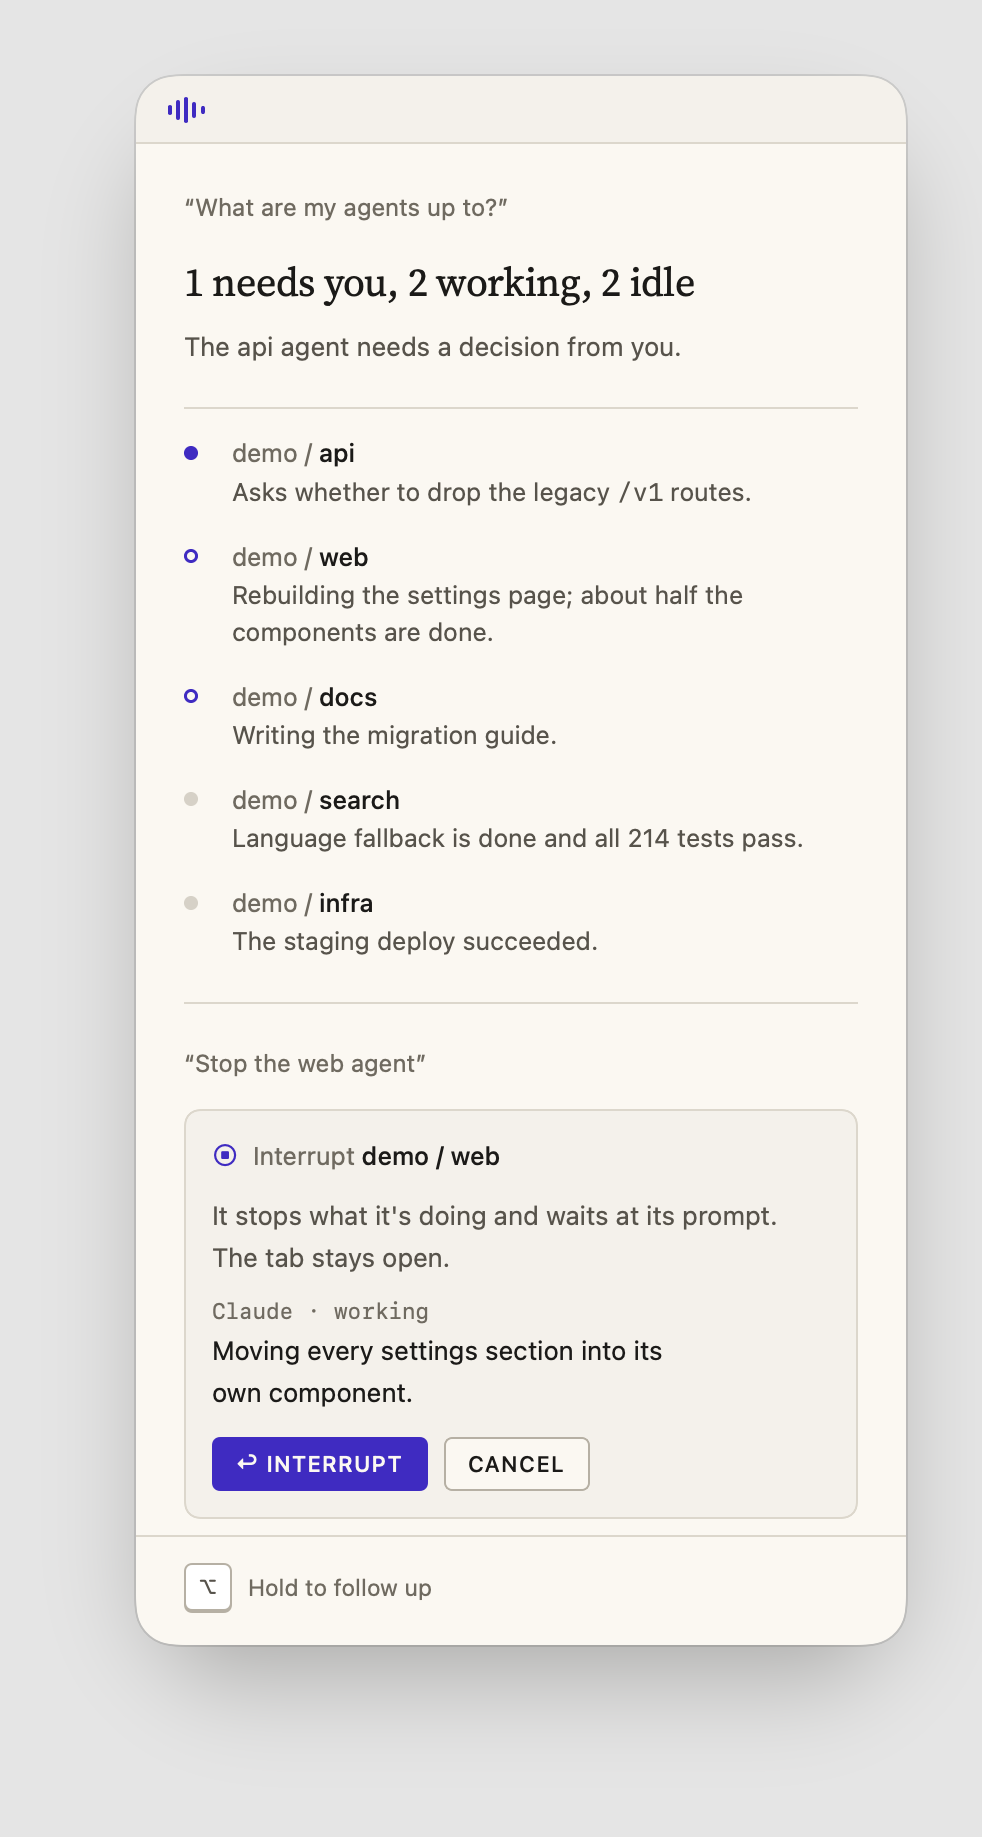 “What are my agents up to?”
1 needs you, 2 working, 2 idle
The api agent needs a decision from you.
demo / api
Asks whether to drop the legacy /v1 routes.
demo / web
Rebuilding the settings page; about half the
components are done.
demo / docs
Writing the migration guide.
demo / search
Language fallback is done and all 214 tests pass.
demo / infra
The staging deploy succeeded.
“Stop the web agent”
Interrupt demo / web
It stops what it's doing and waits at its prompt.
The tab stays open.
Claude · working
Moving every settings section into its
own component.
↩ INTERRUPT
CANCEL
⌥ Hold to follow up